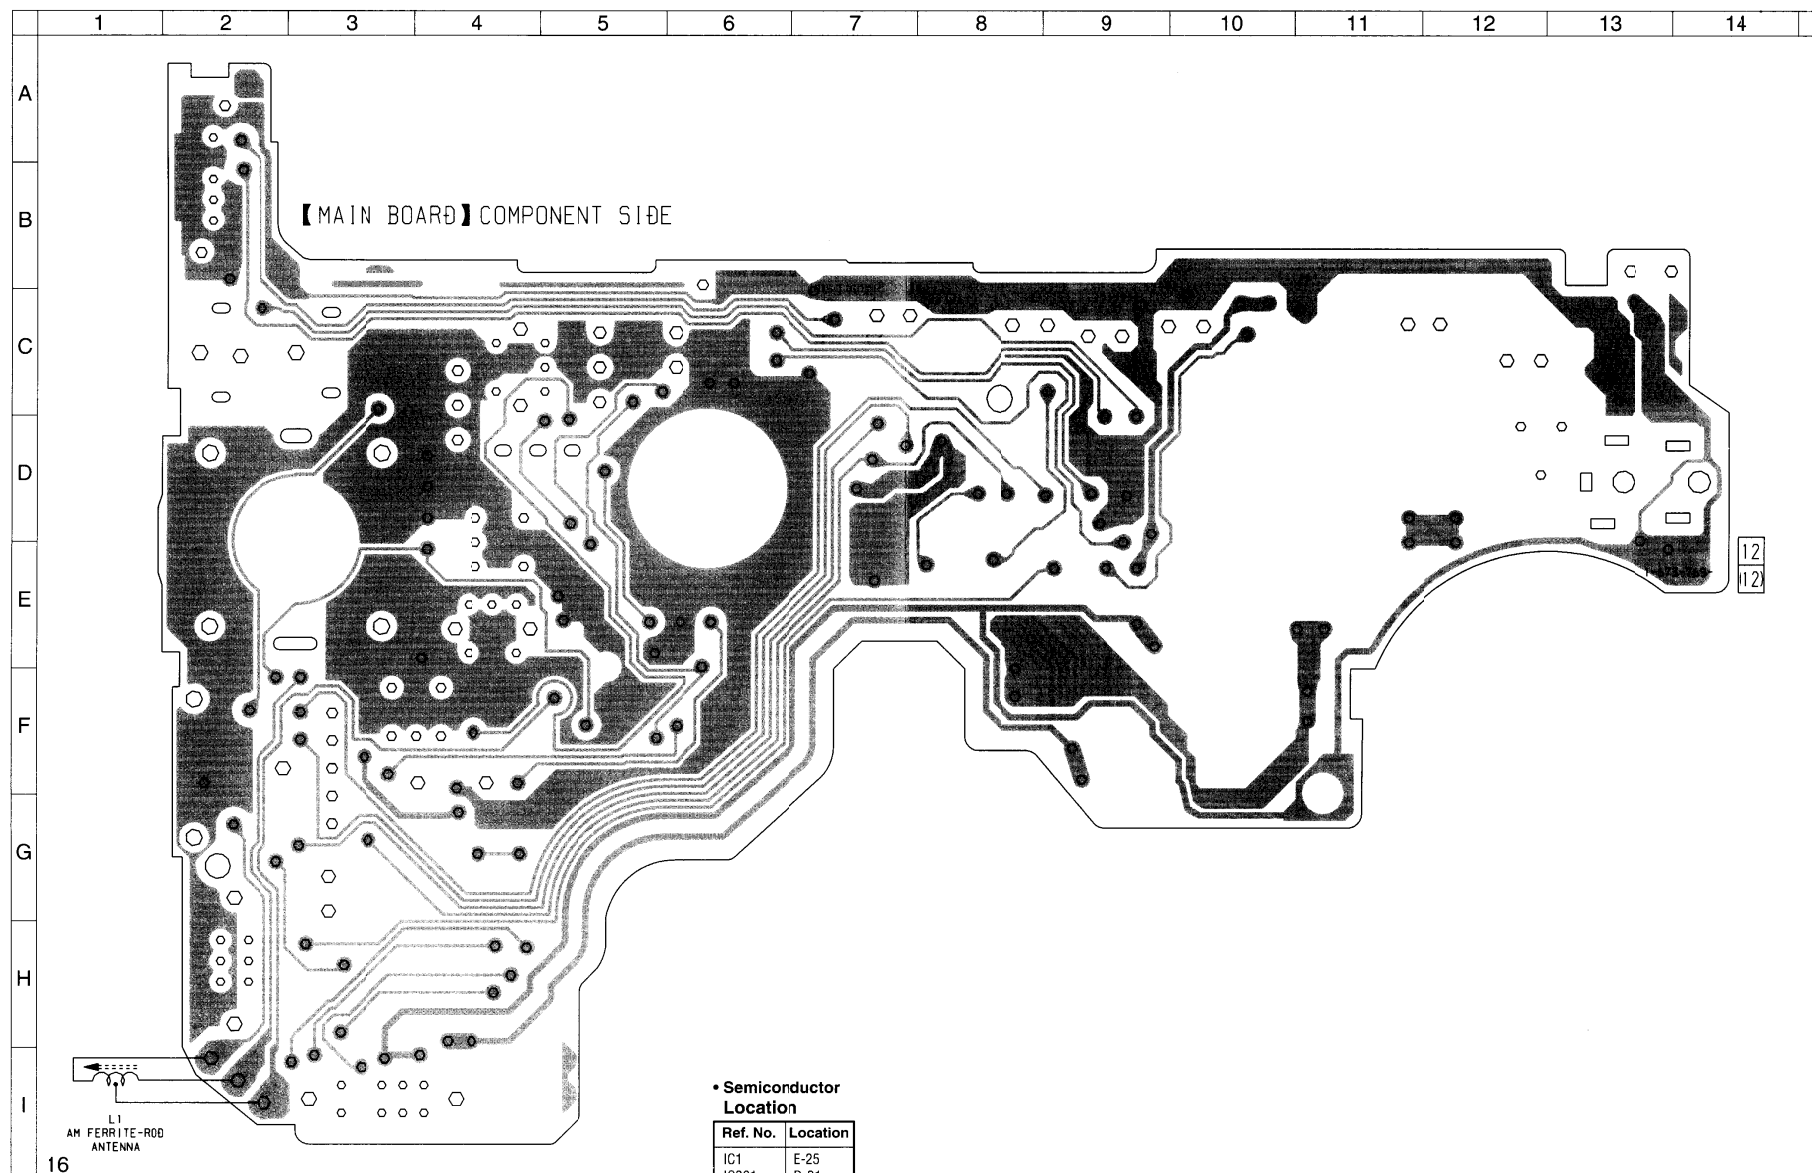 1 2 3 4 5 6 7 8 9 10 11 12 13 14
A
B
【MAIN BOARD】COMPONENT SIDE
C
D
E
12
(12)
F
G
H
I
L1
AM FERRITE-ROD
ANTENNA
• Semiconductor
Location
Ref. No. Location
IC1 E-25
16